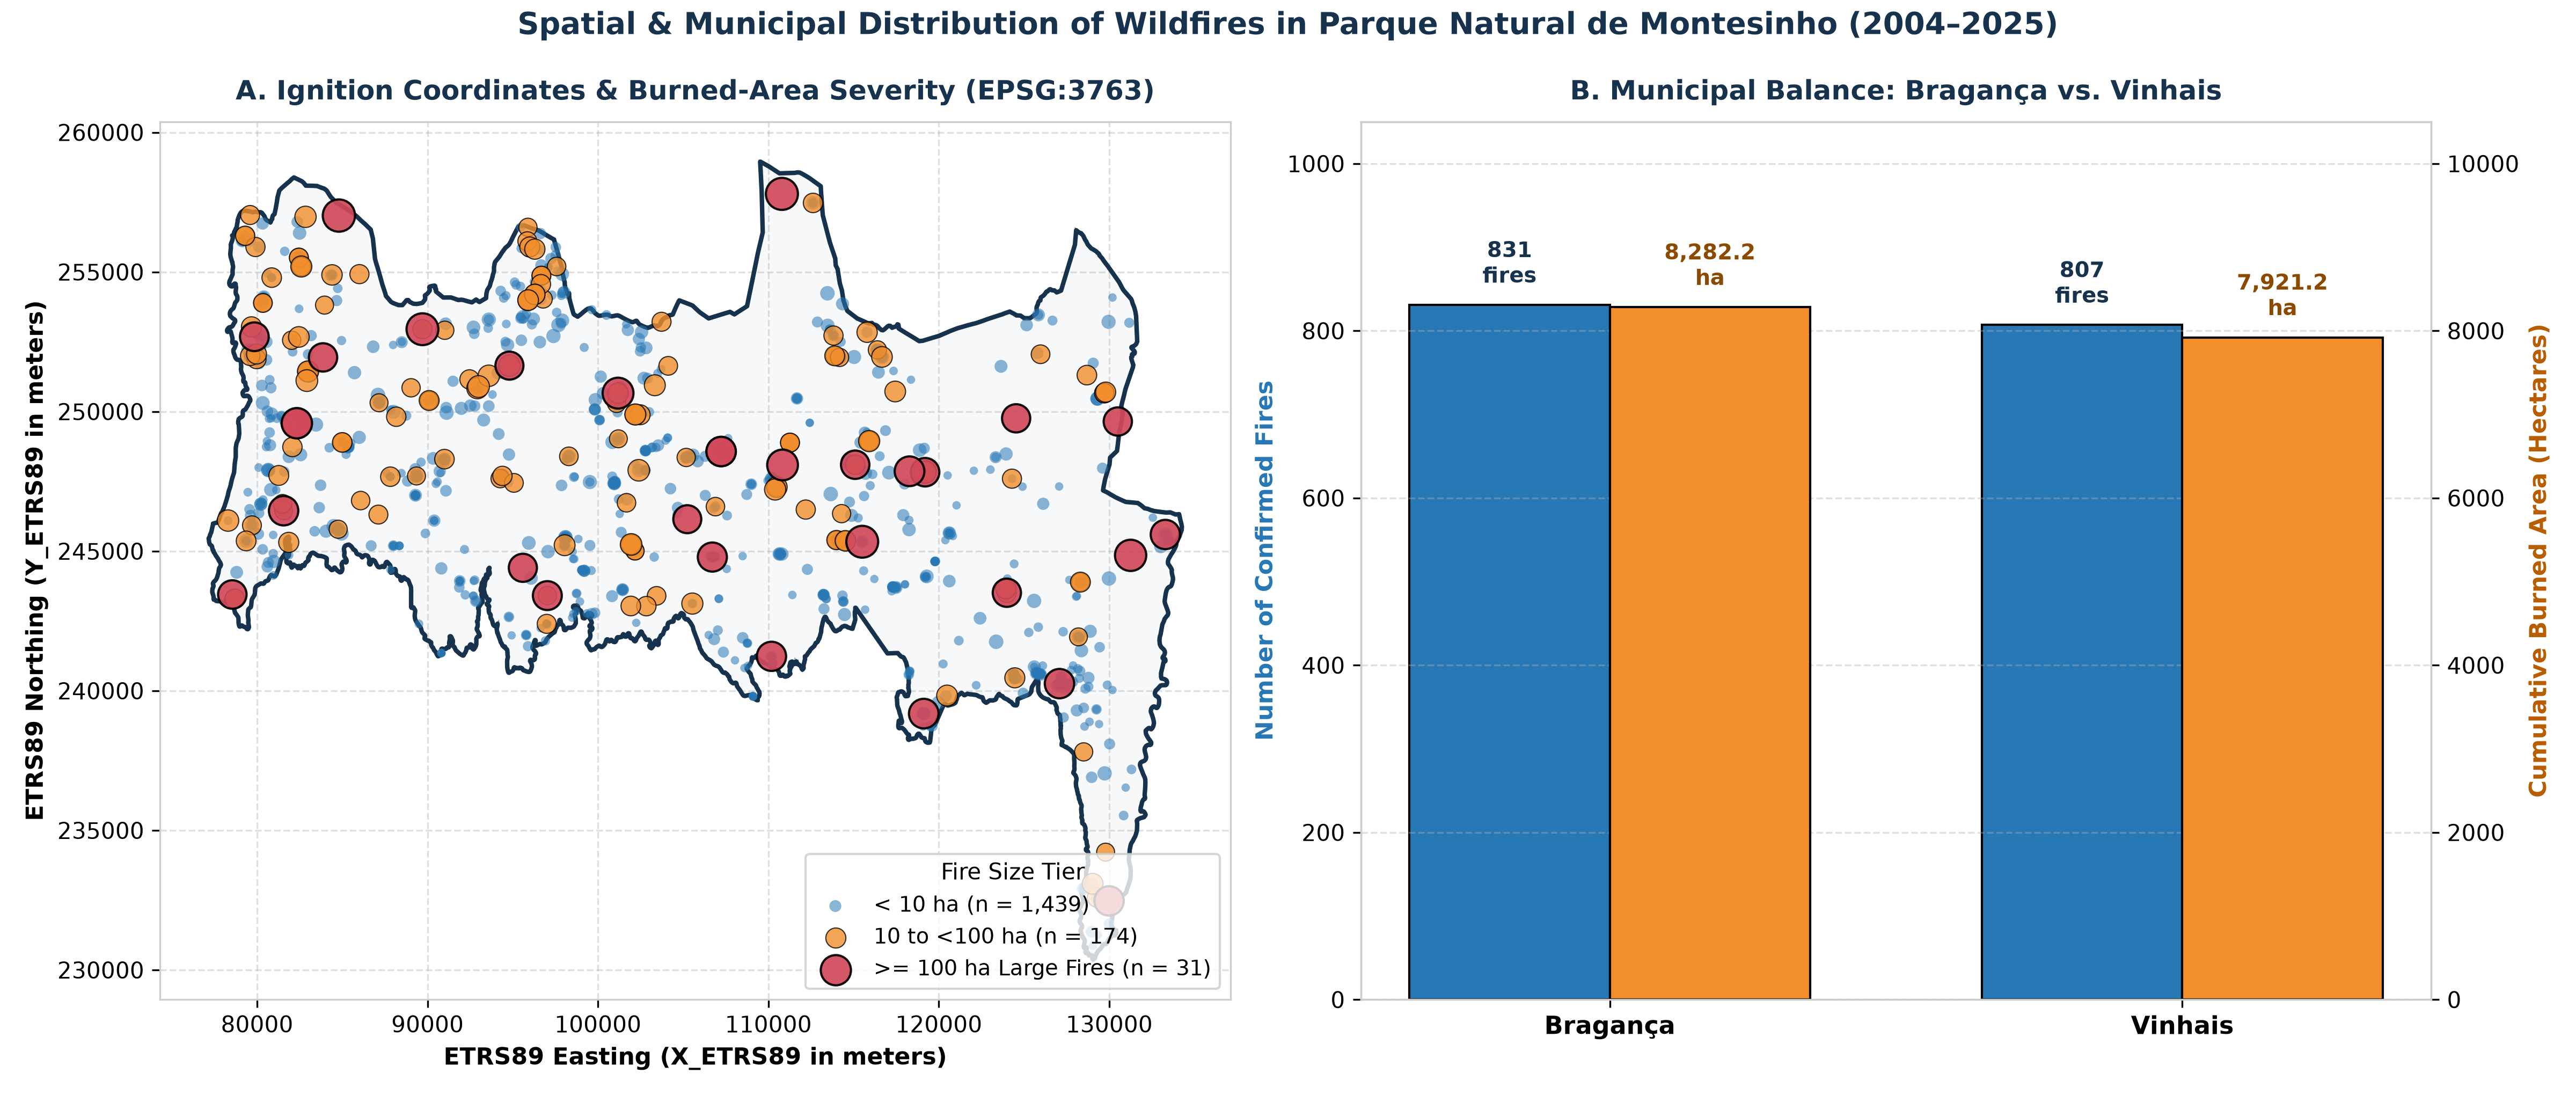 Spatial & Municipal Distribution of Wildfires in Parque Natural de Montesinho (2004–2025)
A. Ignition Coordinates & Burned-Area Severity (EPSG:3763)
ETRS89 Northing (Y_ETRS89 in meters)
260000
255000
250000
245000
240000
235000
230000
80000
90000
100000
110000
120000
130000
ETRS89 Easting (X_ETRS89 in meters)
Fire Size Tier
< 10 ha (n = 1,439)
10 to <100 ha (n = 174)
>= 100 ha Large Fires (n = 31)
B. Municipal Balance: Bragança vs. Vinhais
Number of Confirmed Fires
1000
800
600
400
200
0
831
fires
8,282.2
ha
807
fires
7,921.2
ha
Bragança
Vinhais
10000
8000
6000
4000
2000
0
Cumulative Burned Area (Hectares)